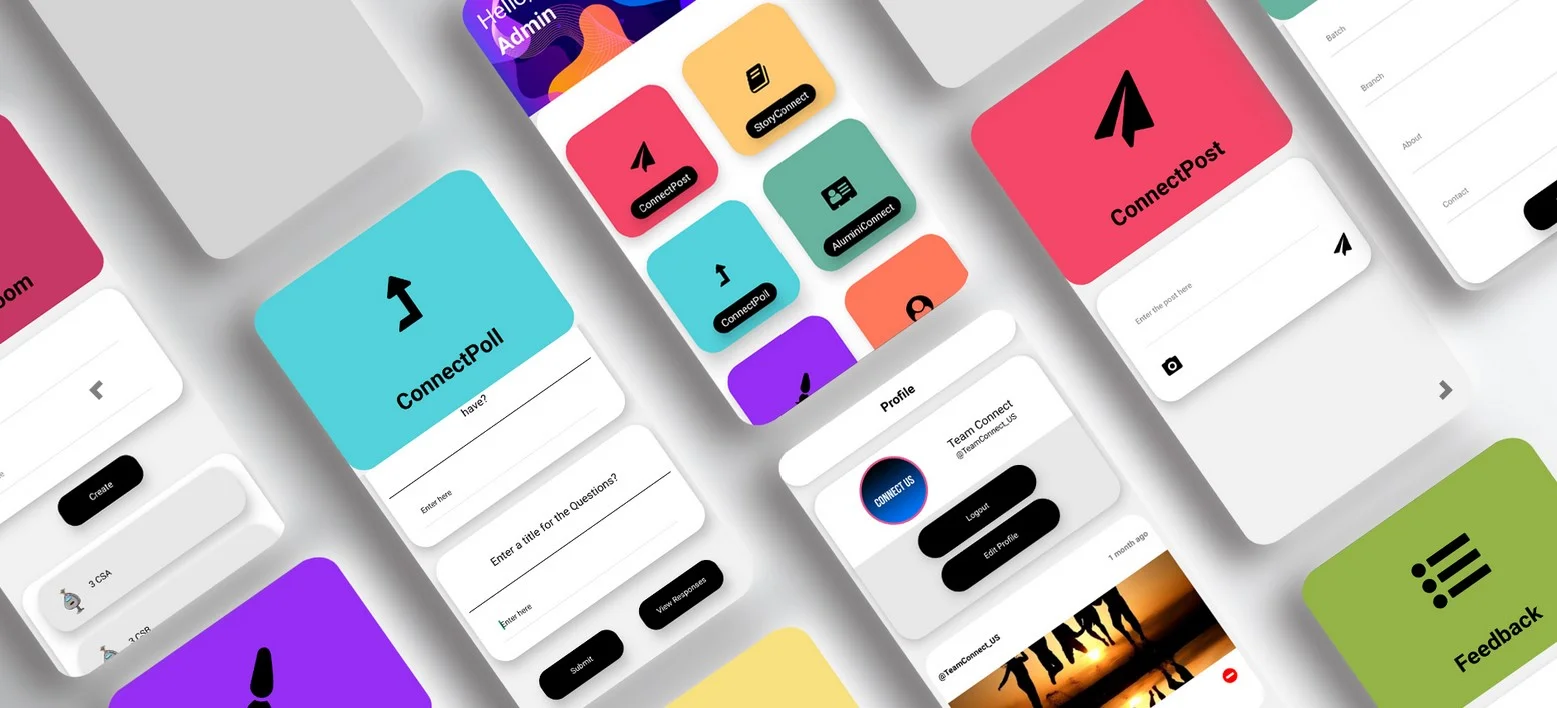 Hello,
Admin
StoryConnect
ConnectPost
AluminiConnect
ConnectPoll
ConnectPost
Enter the post here
Batch
Branch
About
Contact
ConnectPoll
have?
Enter here
Enter a title for the Questions?
Enter here
View Responses
Submit
Create
3 CSA
3 CSB
Profile
Team Connect
@TeamConnect_US
CONNECT US
Logout
Edit Profile
1 month ago
@TeamConnect_US
Feedback